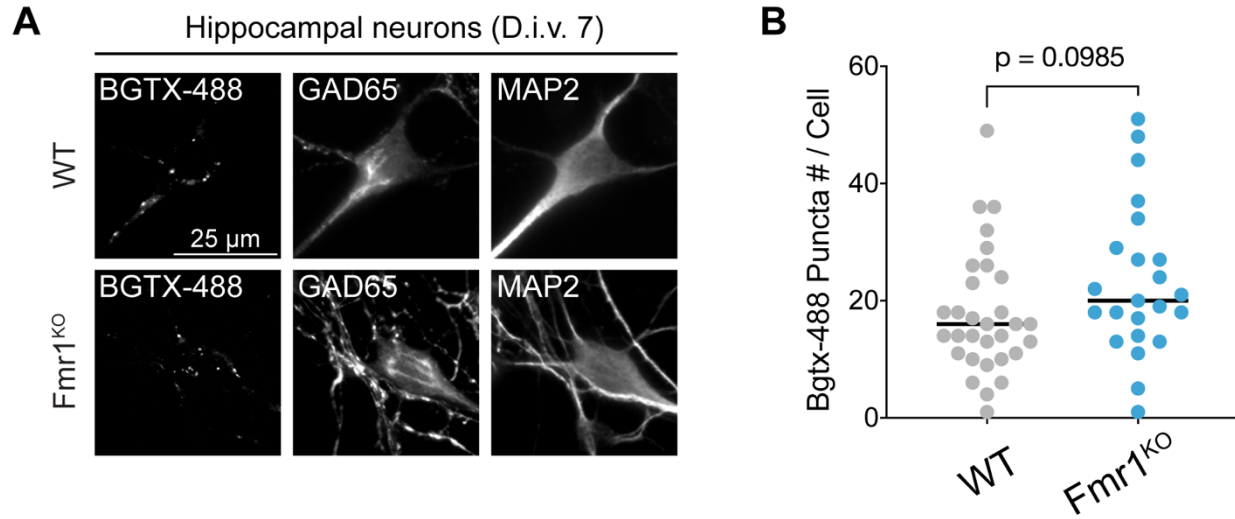 A
Hippocampal neurons (D.i.v. 7)
BGTX-488 GAD65 MAP2
WT
25 μm
BGTX-488 GAD65 MAP2
Fmr1ᴷᴼ
B
p = 0.0985
Bgtx-488 Puncta # / Cell
60
40
20
0
WT Fmr1ᴷᴼ